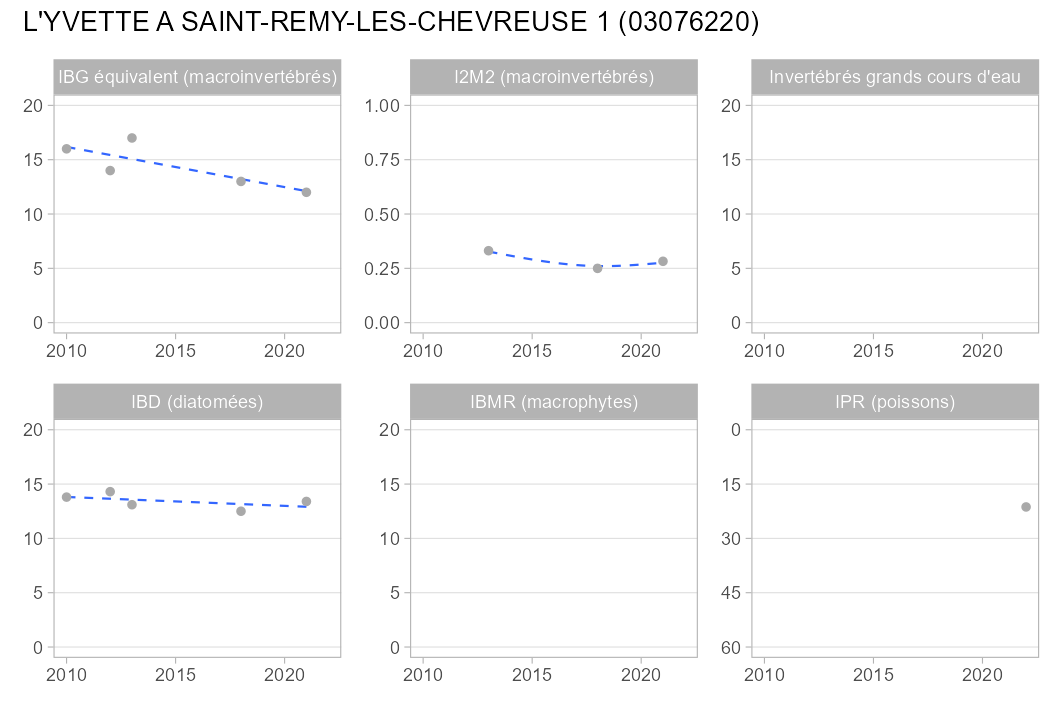 L'YVETTE A SAINT-REMY-LES-CHEVREUSE 1 (03076220)
IBG équivalent (macroinvertébrés)
20
15
10
5
0
2010 2015 2020
I2M2 (macroinvertébrés)
1.00
0.75
0.50
0.25
0.00
2010 2015 2020
Invertébrés grands cours d'eau
20
15
10
5
0
2010 2015 2020
IBD (diatomées)
20
15
10
5
0
2010 2015 2020
IBMR (macrophytes)
20
15
10
5
0
2010 2015 2020
IPR (poissons)
0
15
30
45
60
2010 2015 2020